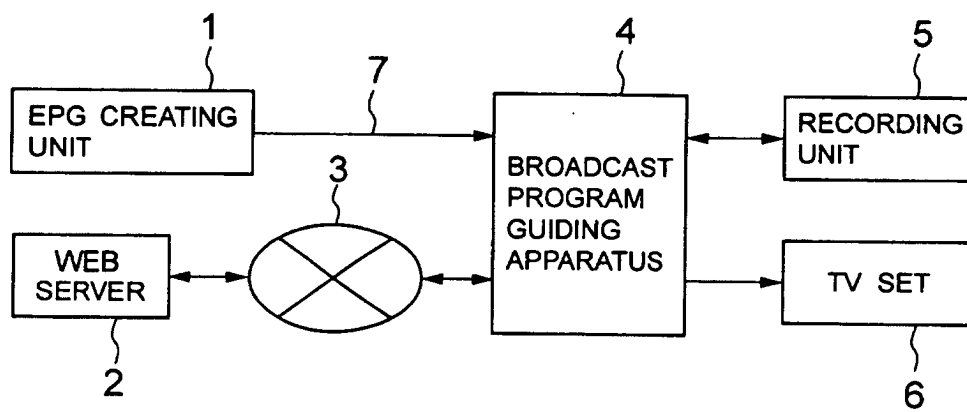 1
EPG CREATING
UNIT
7
4
BROADCAST
PROGRAM
GUIDING
APPARATUS
5
RECORDING
UNIT
3
WEB
SERVER
2
TV SET
6